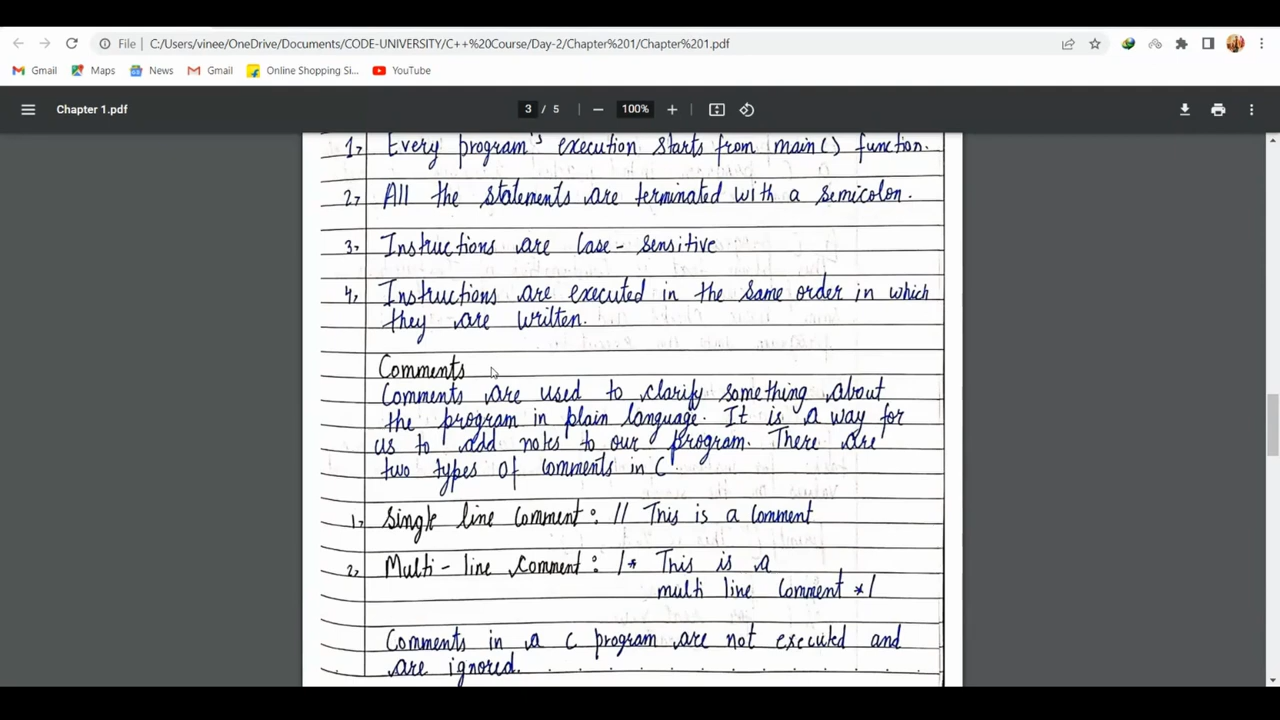 File | C:/Users/vinee/OneDrive/Documents/CODE-UNIVERSITY/C++%20Course/Day-2/Chapter%201/Chapter%201.pdf
Gmail Maps News Gmail Online Shopping Si... YouTube
Chapter 1.pdf 3 / 5 100%
1, Every program's execution starts from main() function.
2, All the statements are terminated with a semicolon.
3, Instructions are Case - sensitive
4, Instructions are executed in the same order in which
they are written.
Comments
Comments are used to clarify something about
the program in plain language. It is a way for
us to add notes to our program. There are
two types of comments in C
1, Single line Comment : // This is a Comment
2, Multi - line Comment : /* This is a
multi line Comment */
Comments in a C program are not executed and
are ignored.